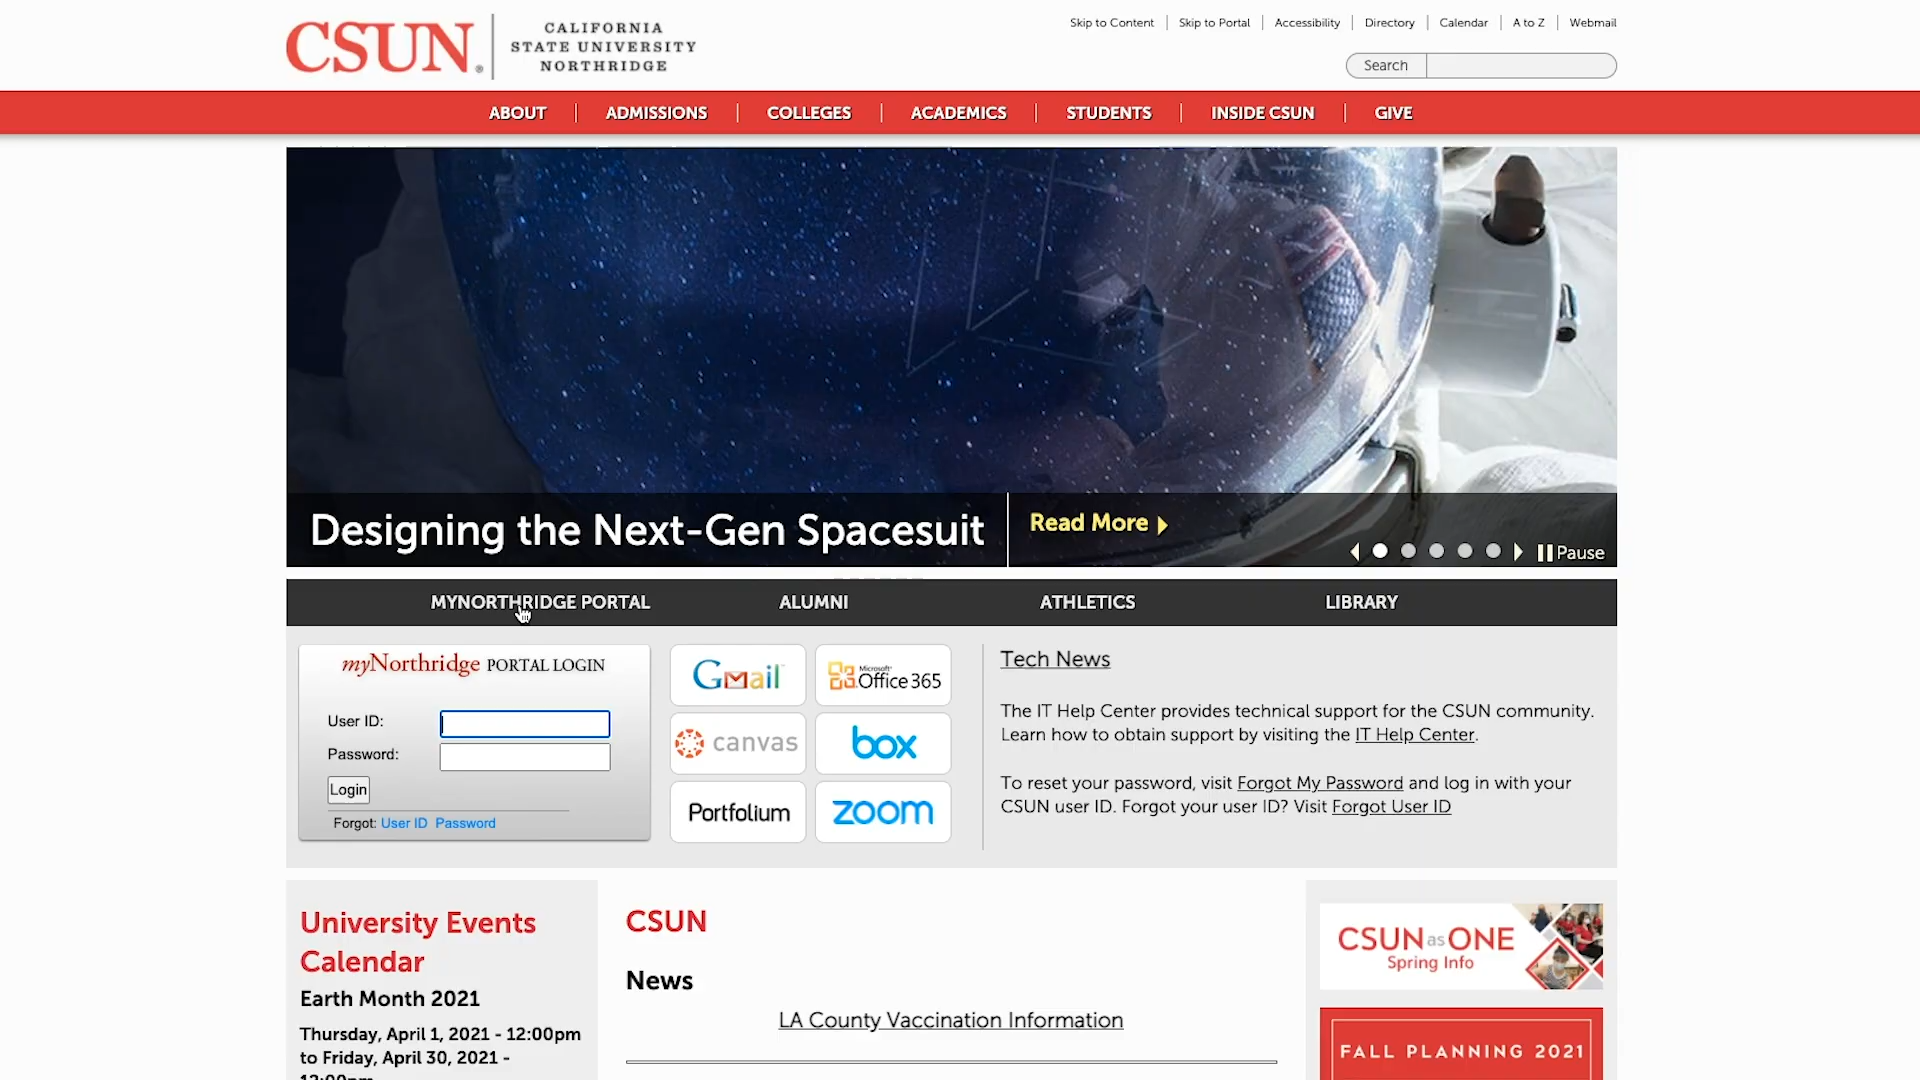 CSUN
CALIFORNIA
STATE UNIVERSITY
NORTHRIDGE
Skip to Content
Skip to Portal
Accessibility
Directory
Calendar
A to Z
Webmail
Search
ABOUT
ADMISSIONS
COLLEGES
ACADEMICS
STUDENTS
INSIDE CSUN
GIVE
Designing the Next-Gen Spacesuit
Read More
Pause
MYNORTHRIDGE PORTAL
ALUMNI
ATHLETICS
LIBRARY
myNorthridge PORTAL LOGIN
User ID:
Password:
Login
Forgot: User ID Password
Gmail
Microsoft
Office 365
canvas
box
Portfolium
zoom
Tech News
The IT Help Center provides technical support for the CSUN community.
Learn how to obtain support by visiting the IT Help Center.
To reset your password, visit Forgot My Password and log in with your
CSUN user ID. Forgot your user ID? Visit Forgot User ID
University Events
Calendar
Earth Month 2021
Thursday, April 1, 2021 - 12:00pm
to Friday, April 30, 2021 -
12:00pm
CSUN
News
LA County Vaccination Information
CSUN as ONE
Spring Info
FALL PLANNING 2021